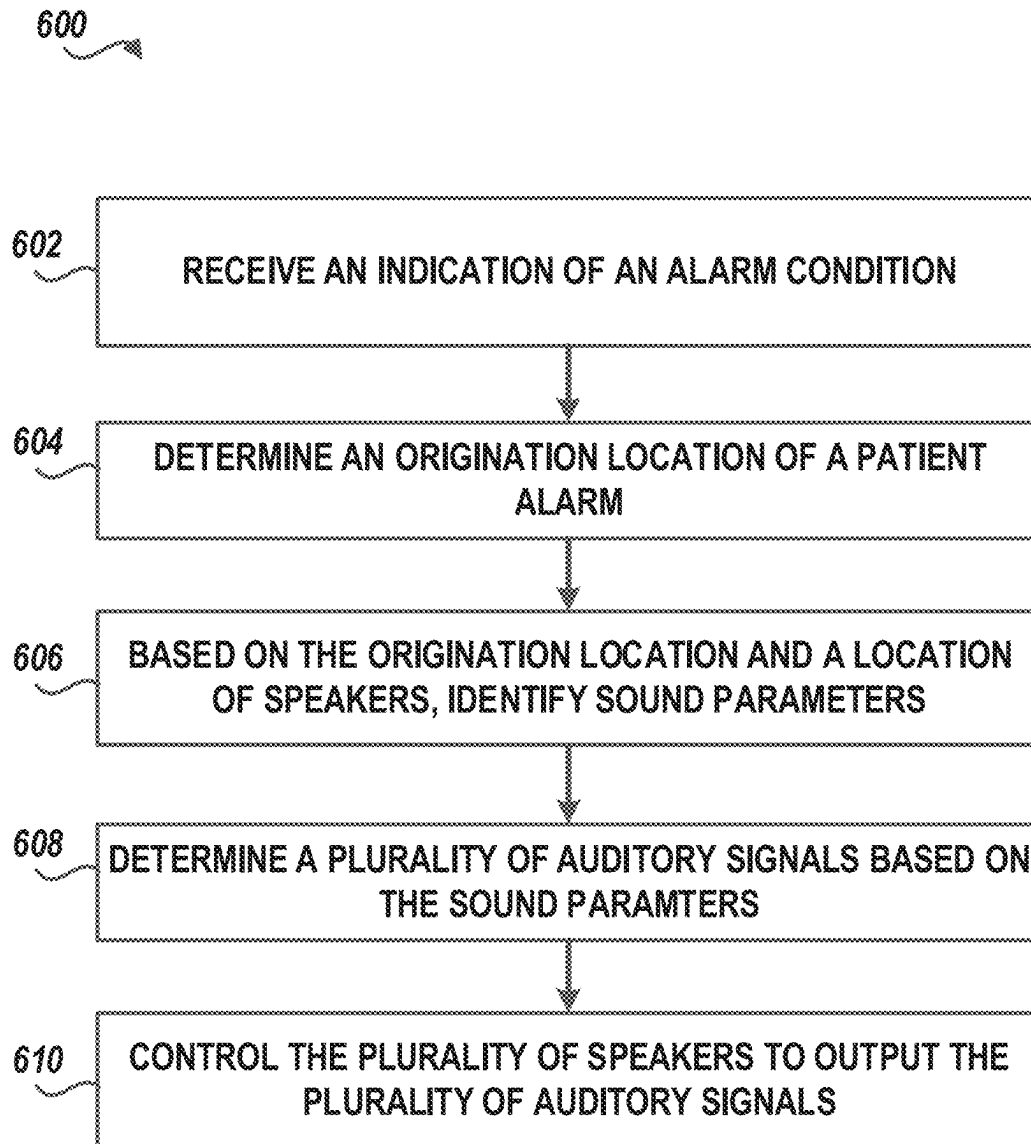 600
602
RECEIVE AN INDICATION OF AN ALARM CONDITION
604
DETERMINE AN ORIGINATION LOCATION OF A PATIENT
ALARM
606
BASED ON THE ORIGINATION LOCATION AND A LOCATION
OF SPEAKERS, IDENTIFY SOUND PARAMETERS
608
DETERMINE A PLURALITY OF AUDITORY SIGNALS BASED ON
THE SOUND PARAMTERS
610
CONTROL THE PLURALITY OF SPEAKERS TO OUTPUT THE
PLURALITY OF AUDITORY SIGNALS